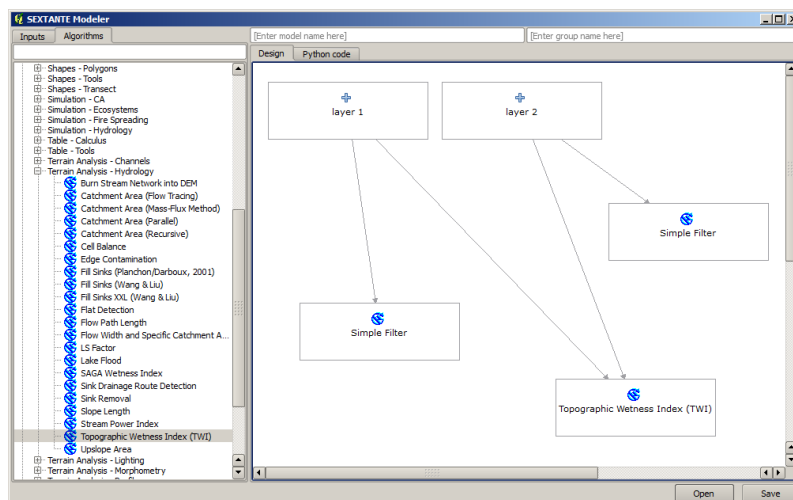 SEXTANTE Modeler
Inputs
Algorithms
[Enter model name here]
[Enter group name here]
Design
Python code
Shapes - Polygons
Shapes - Tools
Shapes - Transect
Simulation - CA
Simulation - Ecosystems
Simulation - Fire Spreading
Simulation - Hydrology
Table - Calculus
Table - Tools
Terrain Analysis - Channels
Terrain Analysis - Hydrology
Burn Stream Network into DEM
Catchment Area (Flow Tracing)
Catchment Area (Mass-Flux Method)
Catchment Area (Parallel)
Catchment Area (Recursive)
Cell Balance
Edge Contamination
Fill Sinks (Planchon/Darboux, 2001)
Fill Sinks (Wang & Liu)
Fill Sinks XXL (Wang & Liu)
Flat Detection
Flow Path Length
Flow Width and Specific Catchment A...
LS Factor
Lake Flood
SAGA Wetness Index
Sink Drainage Route Detection
Sink Removal
Slope Length
Stream Power Index
Topographic Wetness Index (TWI)
Upslope Area
Terrain Analysis - Lighting
Terrain Analysis - Morphometry
layer 1
layer 2
Simple Filter
Simple Filter
Topographic Wetness Index (TWI)
Open
Save